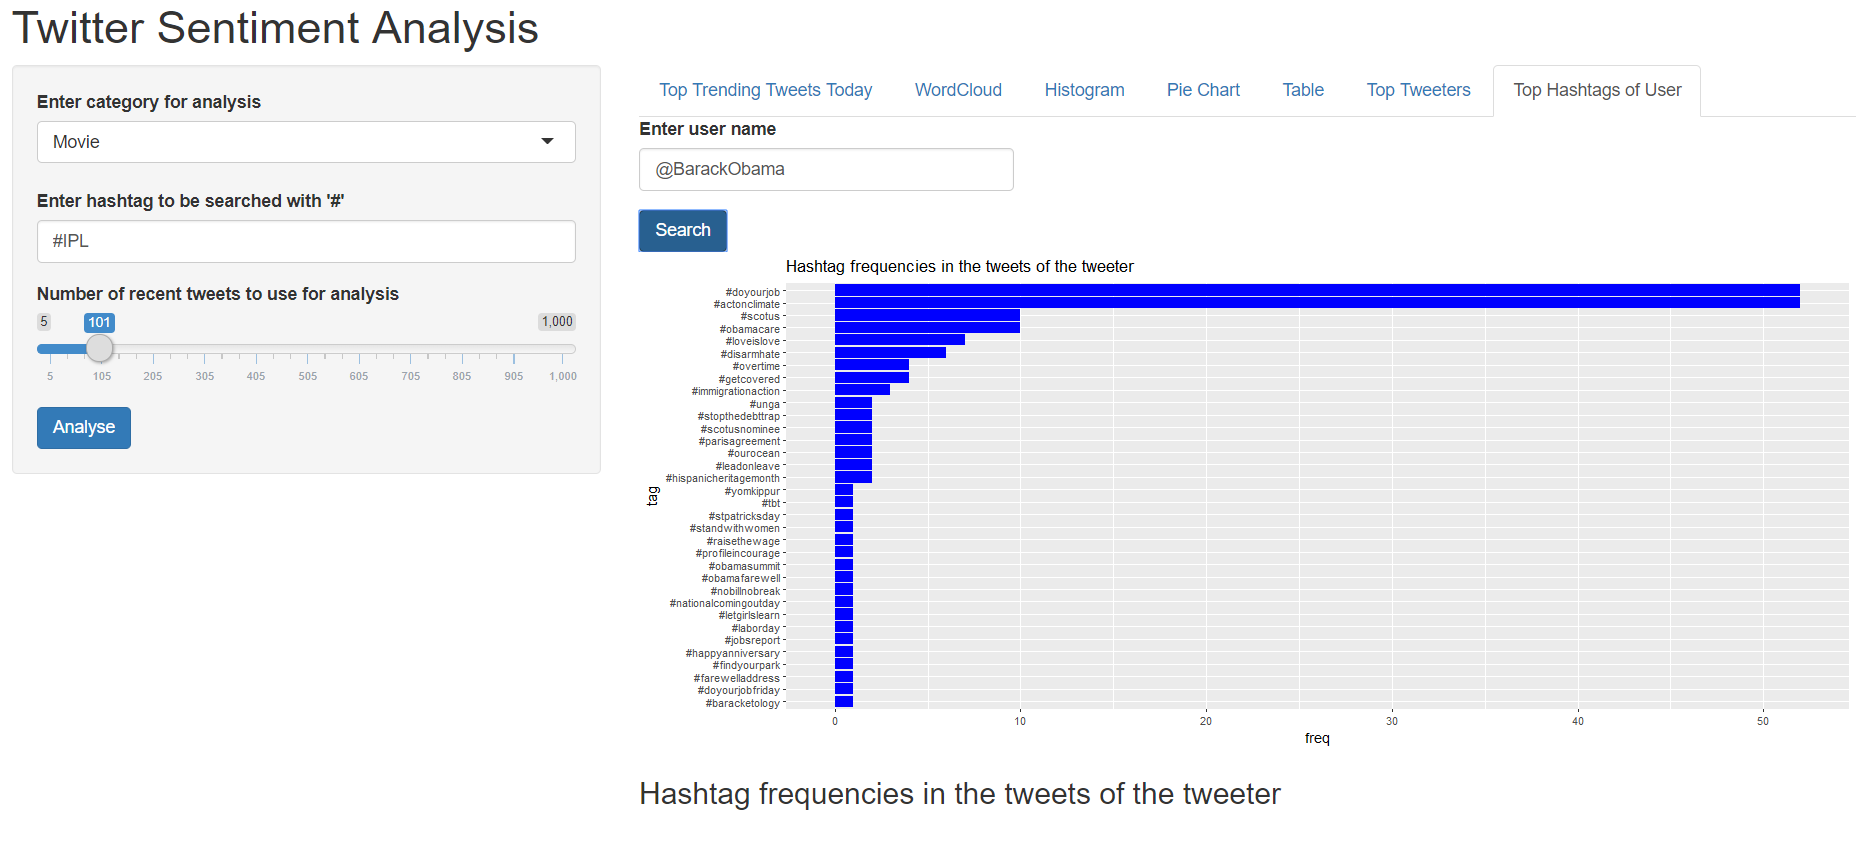 Twitter Sentiment Analysis
Enter category for analysis
Movie
Enter hashtag to be searched with '#'
#IPL
Number of recent tweets to use for analysis
5 101 1,000
5 105 205 305 405 505 605 705 805 905 1,000
Analyse
Top Trending Tweets Today WordCloud Histogram Pie Chart Table Top Tweeters Top Hashtags of User
Enter user name
@BarackObama
Search
Hashtag frequencies in the tweets of the tweeter
#doyourjob
#actonclimate
#scotus
#obamacare
#loveislove
#disarmhate
#overtime
#getcovered
#immigrationaction
#unga
#stopthedebttrap
#scotusnominee
#parisagreement
#ourocean
#leadonleave
#hispanicheritagemonth
#yomkippur
#tbt
#stpatricksday
#standwithwomen
#raisethewage
#profileincourage
#obamasummit
#obamafarewell
#nobillnobreak
#nationalcomingoutday
#letgirlslearn
#laborday
#jobsreport
#happyanniversary
#findyourpark
#farewelladdress
#doyourjobfriday
#baracketology
tag
0 10 20 30 40 50
freq
Hashtag frequencies in the tweets of the tweeter